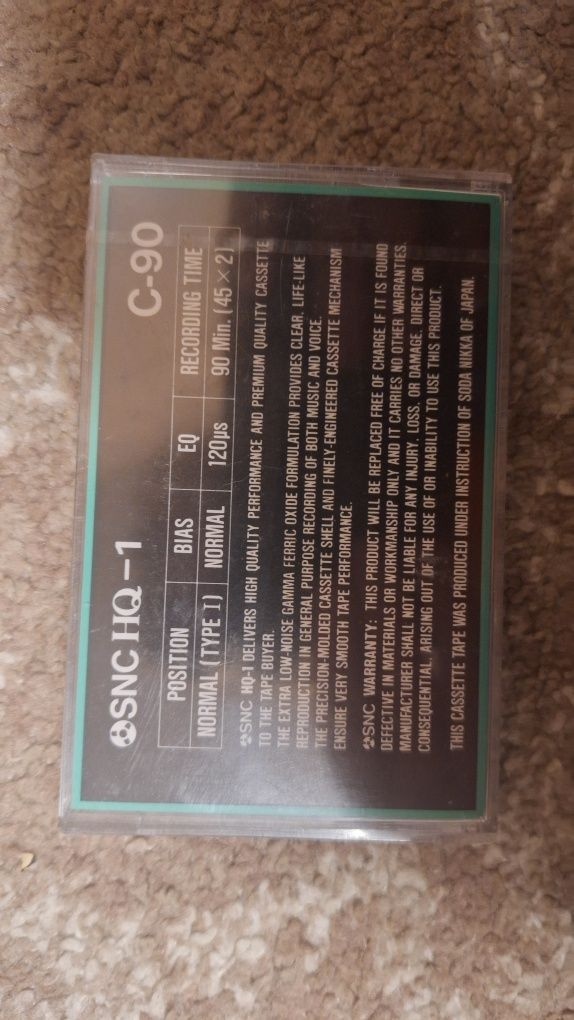 SNC HQ-1 C-90
POSITION BIAS EQ RECORDING TIME
NORMAL (TYPE I) NORMAL 120µs 90 Min. (45 × 2)
SNC HQ-1 DELIVERS HIGH QUALITY PERFORMANCE AND PREMIUM QUALITY CASSETTE
TO THE TAPE BUYER.
THE EXTRA LOW-NOISE GAMMA FERRIC OXIDE FORMULATION PROVIDES CLEAR, LIFE-LIKE
REPRODUCTION IN GENERAL PURPOSE RECORDING OF BOTH MUSIC AND VOICE.
THE PRECISION-MOLDED CASSETTE SHELL AND FINELY-ENGINEERED CASSETTE MECHANISM
ENSURE VERY SMOOTH TAPE PERFORMANCE.
SNC WARRANTY: THIS PRODUCT WILL BE REPLACED FREE OF CHARGE IF IT IS FOUND
DEFECTIVE IN MATERIALS OR WORKMANSHIP ONLY AND IT CARRIES NO OTHER WARRANTIES.
MANUFACTURER SHALL NOT BE LIABLE FOR ANY INJURY, LOSS, OR DAMAGE, DIRECT OR
CONSEQUENTIAL, ARISING OUT OF THE USE OF OR INABILITY TO USE THIS PRODUCT.
THIS CASSETTE TAPE WAS PRODUCED UNDER INSTRUCTION OF SODA NIKKA OF JAPAN.